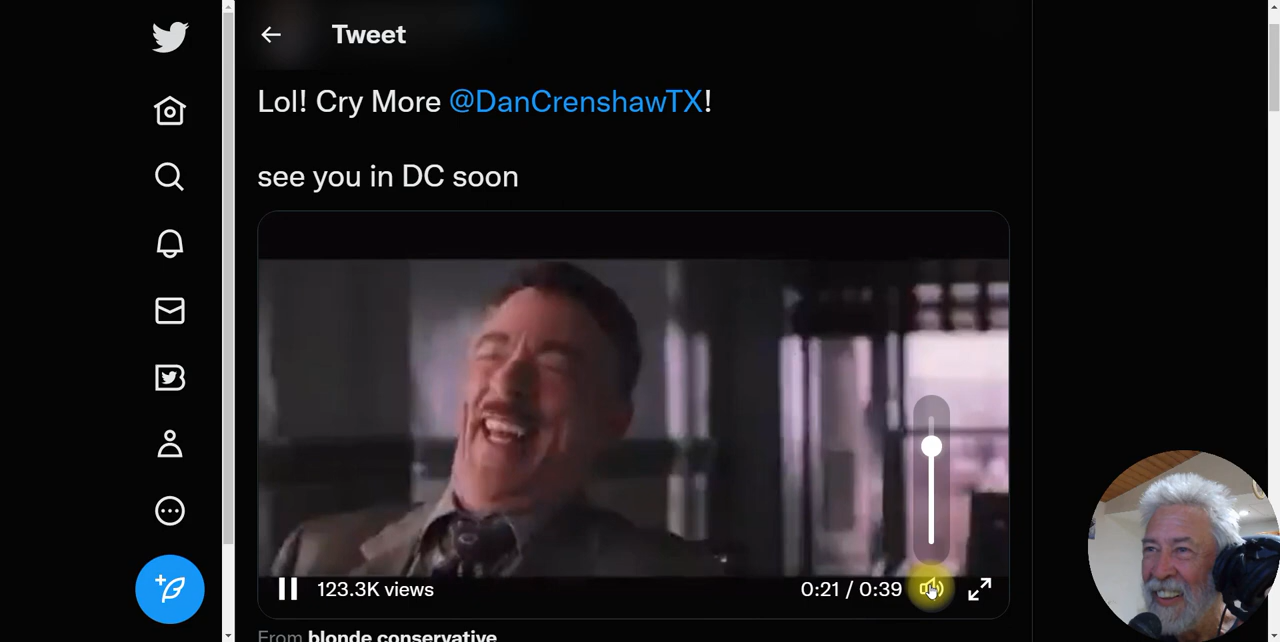 Tweet
Lol! Cry More @DanCrenshawTX!
see you in DC soon
123.3K views
0:21 / 0:39
From blonde conservative